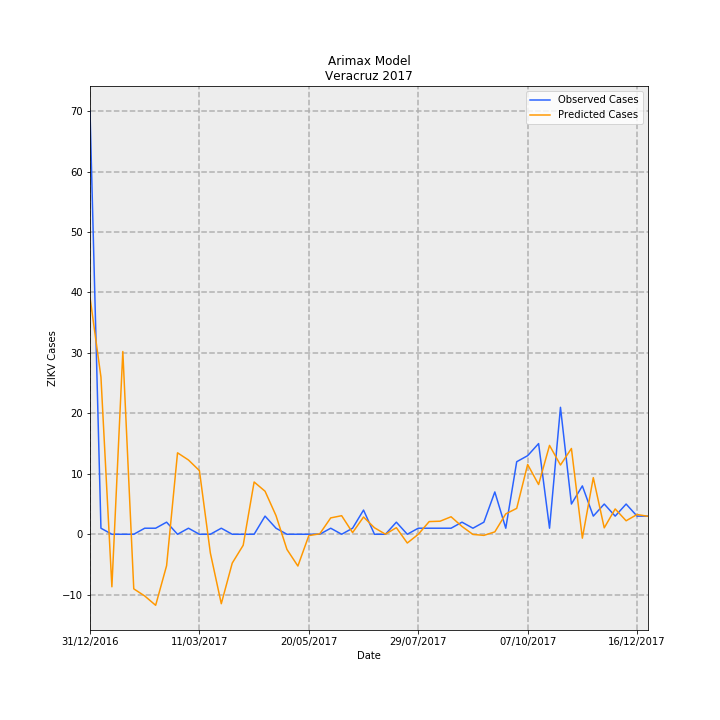 Arimax Model
Veracruz 2017
Observed Cases
Predicted Cases
70
60
50
40
30
20
10
0
−10
ZIKV Cases
31/12/2016 11/03/2017 20/05/2017 29/07/2017 07/10/2017 16/12/2017
Date